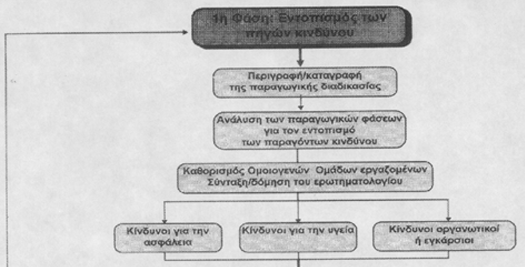 1η Φάση: Εντοπισμός των
πηγών κινδύνου
Περιγραφή/καταγραφή
της παραγωγικής διαδικασίας
Ανάλυση των παραγωγικών φάσεων
για τον εντοπισμό
των παραγόντων κινδύνου
Καθορισμός Ομοιογενών Ομάδων εργαζομένων
Σύνταξη/δόμηση του ερωτηματολογίου
Κίνδυνοι για την
ασφάλεια
Κίνδυνοι για την υγεία
Κίνδυνοι οργανωτικοί
ή εγκάρσιοι